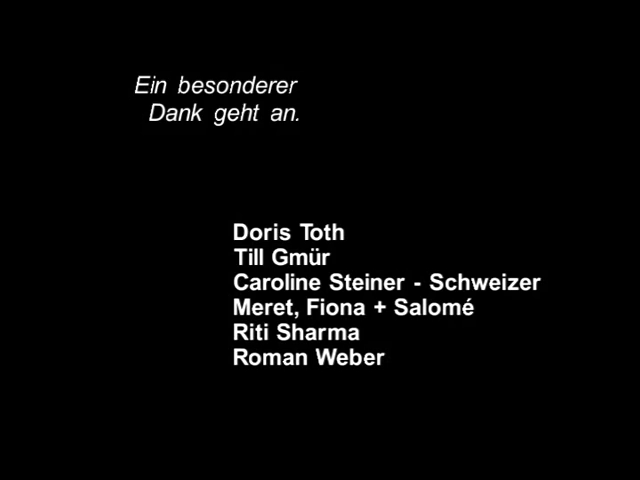 Ein besonderer
Dank geht an.
Doris Toth
Till Gmür
Caroline Steiner - Schweizer
Meret, Fiona + Salomé
Riti Sharma
Roman Weber